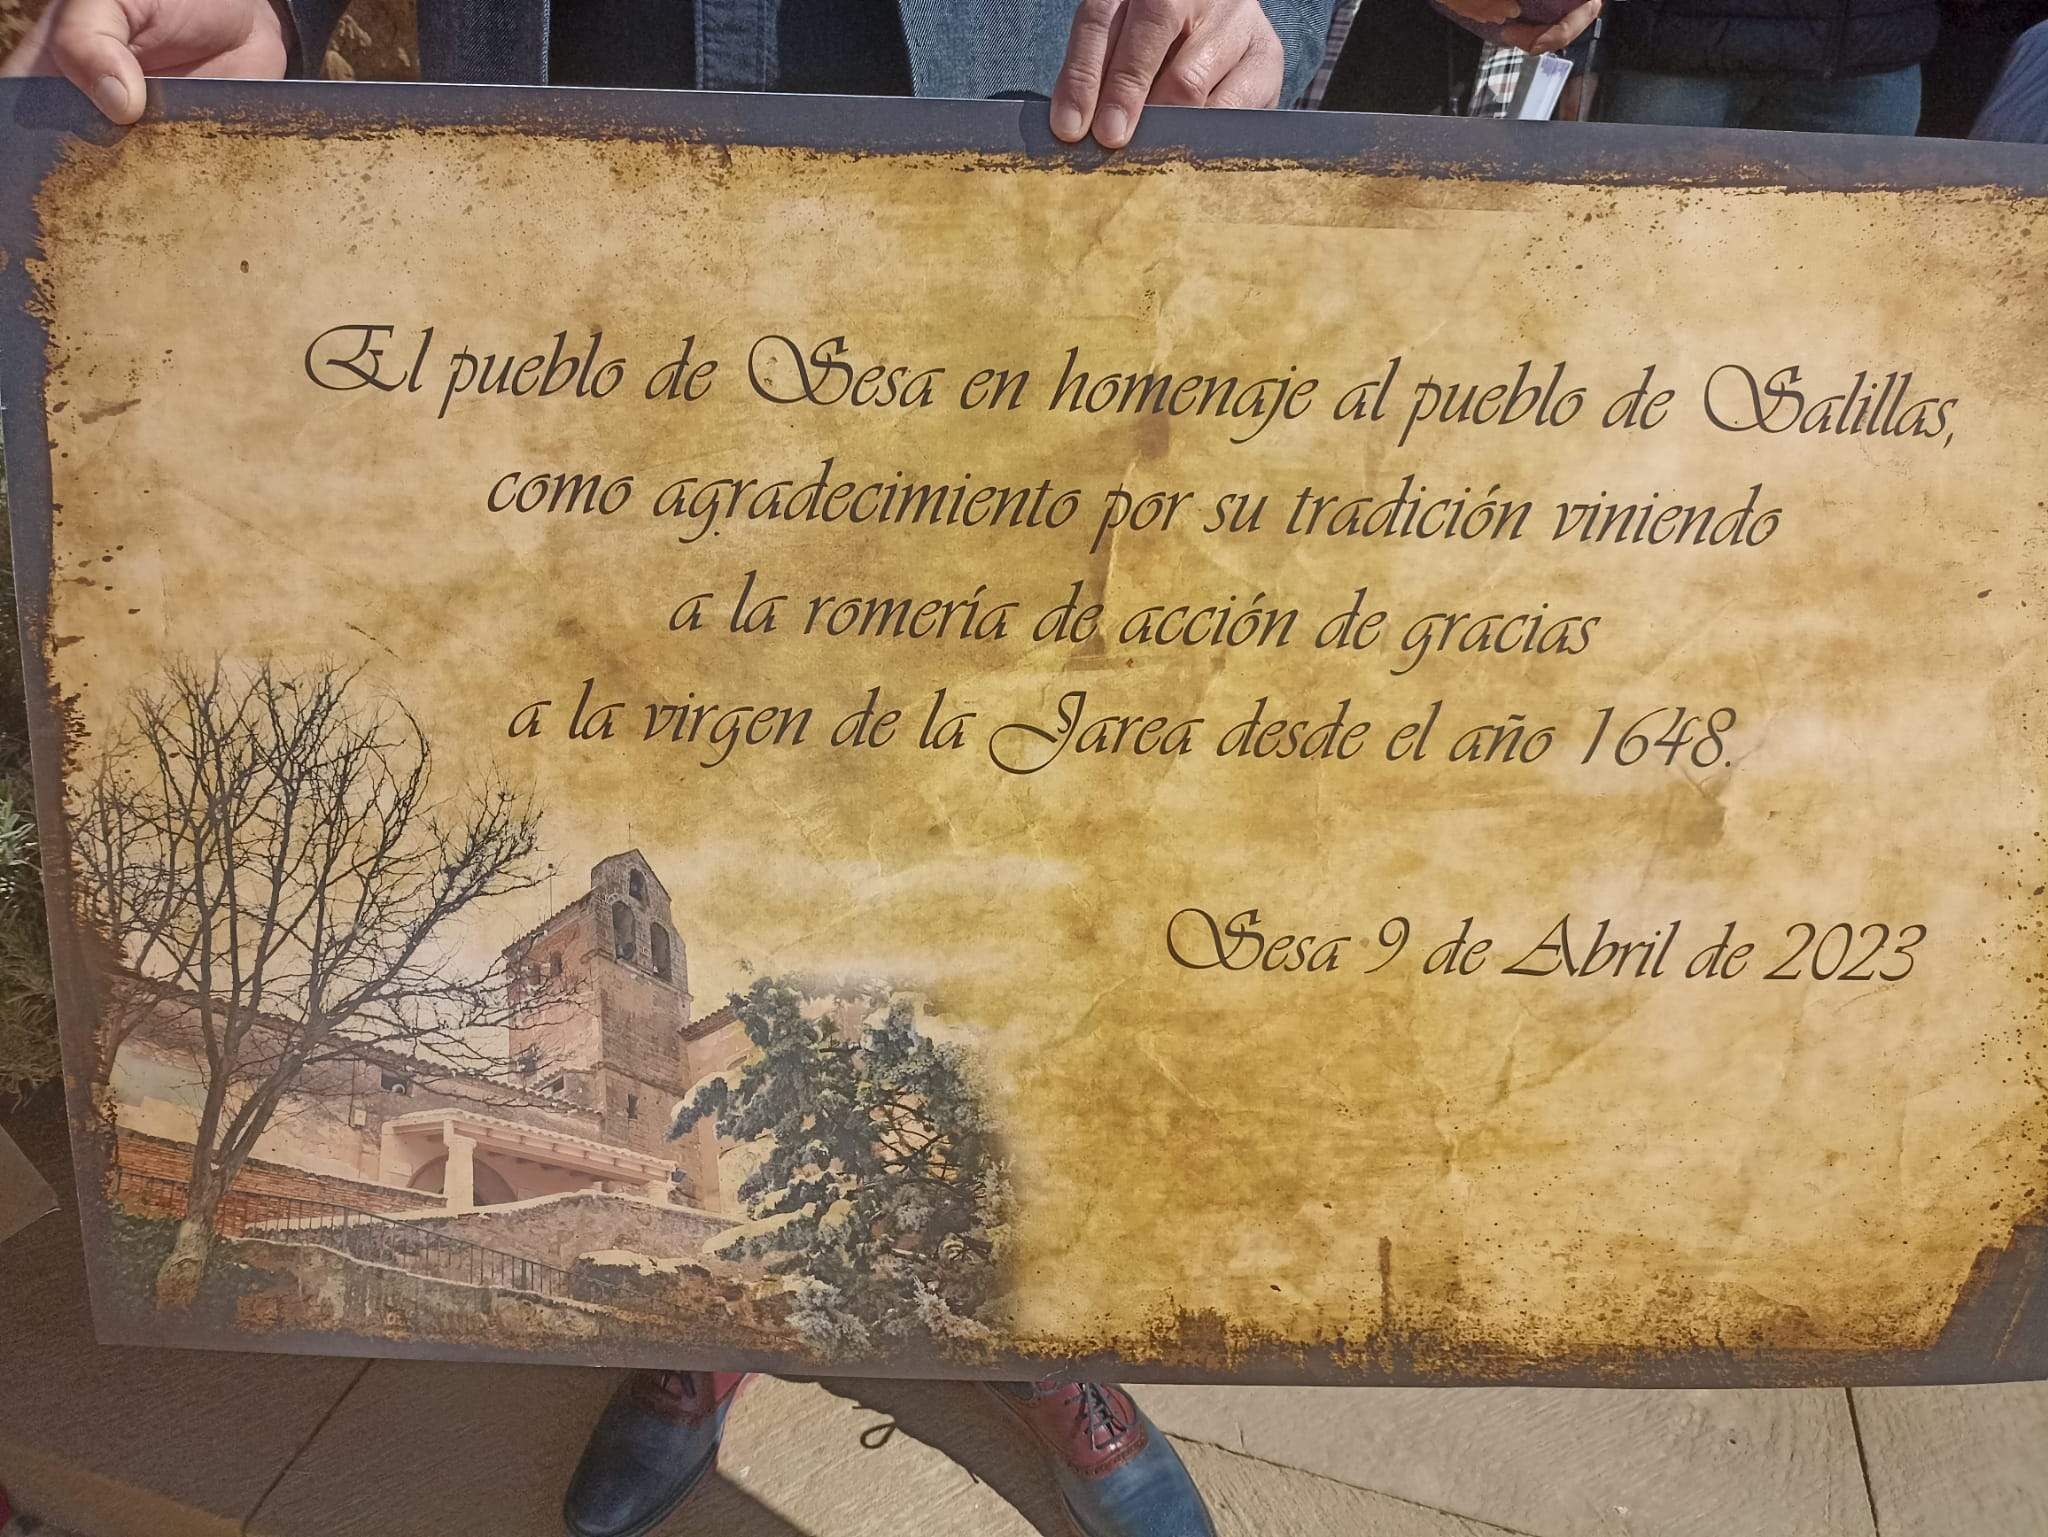 El pueblo de Sesa en homenaje al pueblo de Salillas,
como agradecimiento por su tradición viniendo
a la romería de acción de gracias
a la virgen de la Jarea desde el año 1648.
Sesa 9 de Abril de 2023